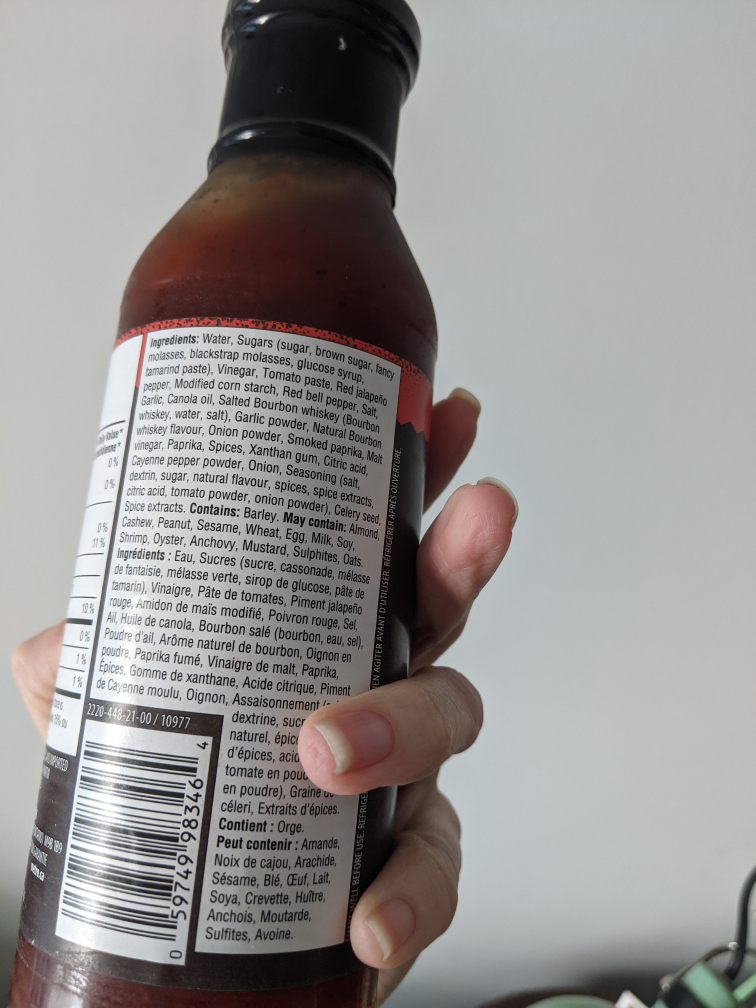 Ingredients: Water, Sugars (sugar, brown sugar, fancy
molasses, blackstrap molasses, glucose syrup,
tamarind paste), Vinegar, Tomato paste, Red jalapeño
pepper, Modified corn starch, Red bell pepper, Salt,
Garlic, Canola oil, Salted Bourbon whiskey (Bourbon
whiskey, water, salt), Garlic powder, Natural Bourbon
whiskey flavour, Onion powder, Smoked paprika, Malt
vinegar, Paprika, Spices, Xanthan gum, Citric acid,
Cayenne pepper powder, Onion, Seasoning (salt,
dextrin, sugar, natural flavour, spices, spice extracts,
citric acid, tomato powder, onion powder), Celery seed,
Spice extracts. Contains: Barley. May contain: Almond,
Cashew, Peanut, Sesame, Wheat, Egg, Milk, Soy,
Shrimp, Oyster, Anchovy, Mustard, Sulphites, Oats.
Ingrédients : Eau, Sucres (sucre, cassonade, mélasse
de fantaisie, mélasse verte, sirop de glucose, pâte de
tamarin), Vinaigre, Pâte de tomates, Piment jalapeño
rouge, Amidon de maïs modifié, Poivron rouge, Sel,
Ail, Huile de canola, Bourbon salé (bourbon, eau, sel),
Poudre d'ail, Arôme naturel de bourbon, Oignon en
poudre, Paprika fumé, Vinaigre de malt, Paprika,
Épices, Gomme de xanthane, Acide citrique, Piment
de Cayenne moulu, Oignon, Assaisonnement
dextrine,
naturel,
d'épices,
tomate en
en poudre), Graine
céleri, Extraits d'épices.
Contient : Orge.
Peut contenir : Amande,
Noix de cajou, Arachide,
Sésame, Blé, Œuf, Lait,
Soya, Crevette, Huître,
Anchois, Moutarde,
Sulfites, Avoine.
2220-448-21-00 / 10977
0 59749 98346 4
Value*
0 %
0 %
0 %
11 %
10 %
0 %
1 %
1 %
M9B 1B9
WELL BEFORE USE.
AGITER AVANT D'UTILISER. RÉFRIGÉRER APRÈS OUVERTURE.